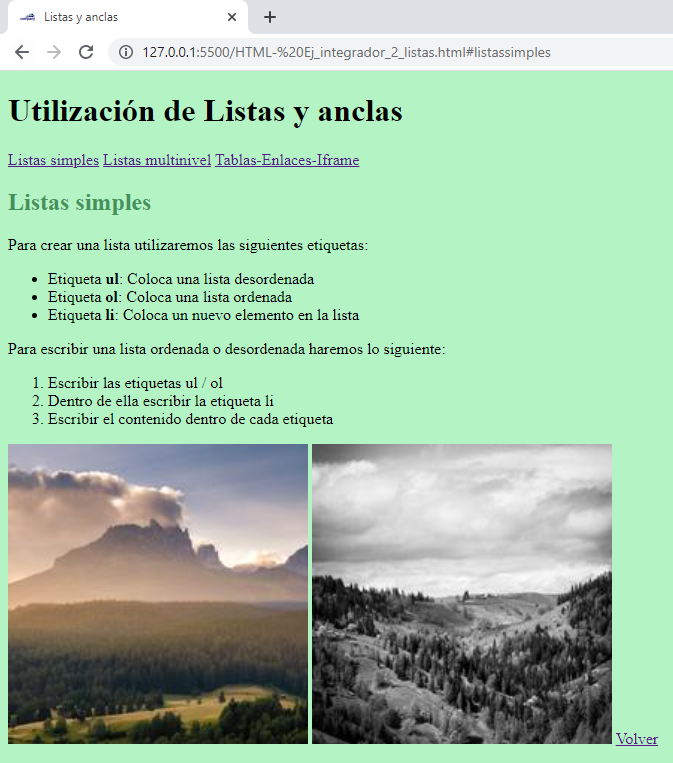 Listas y anclas
127.0.0.1:5500/HTML-%20Ej_integrador_2_listas.html#listassimples
Utilización de Listas y anclas
Listas simples Listas multinivel Tablas-Enlaces-Iframe
Listas simples
Para crear una lista utilizaremos las siguientes etiquetas:
• Etiqueta ul: Coloca una lista desordenada
• Etiqueta ol: Coloca una lista ordenada
• Etiqueta li: Coloca un nuevo elemento en la lista
Para escribir una lista ordenada o desordenada haremos lo siguiente:
1. Escribir las etiquetas ul / ol
2. Dentro de ella escribir la etiqueta li
3. Escribir el contenido dentro de cada etiqueta
Volver